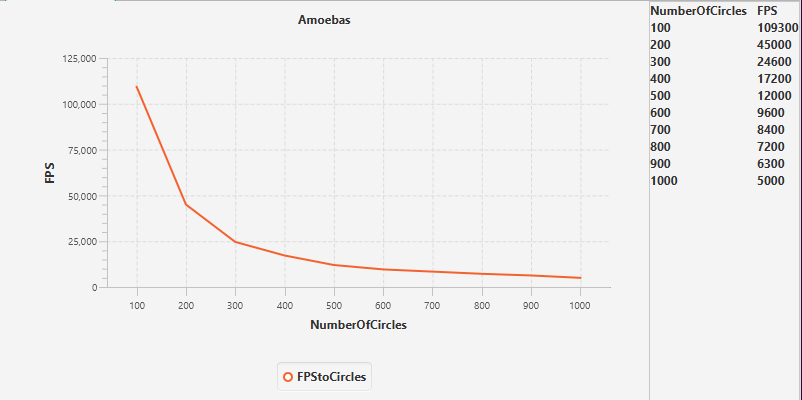 Amoebas
125,000
100,000
75,000
50,000
25,000
0
FPS
100 200 300 400 500 600 700 800 900 1000
NumberOfCircles
FPStoCircles
NumberOfCircles FPS
100 109300
200 45000
300 24600
400 17200
500 12000
600 9600
700 8400
800 7200
900 6300
1000 5000